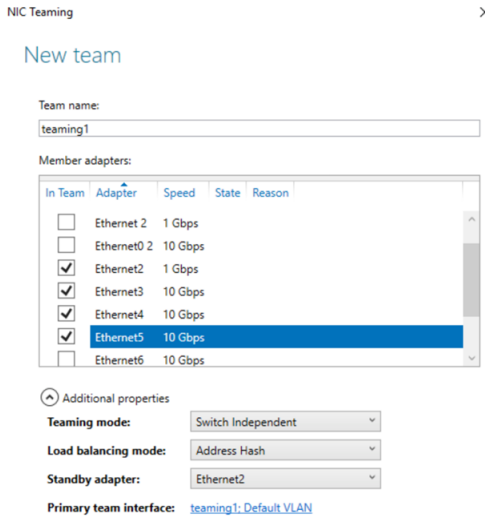 NIC Teaming
New team
Team name:
teaming1
Member adapters:
In Team Adapter Speed State Reason
Ethernet 2 1 Gbps
Ethernet0 2 10 Gbps
Ethernet2 1 Gbps
Ethernet3 10 Gbps
Ethernet4 10 Gbps
Ethernet5 10 Gbps
Ethernet6 10 Gbps
Additional properties
Teaming mode: Switch Independent
Load balancing mode: Address Hash
Standby adapter: Ethernet2
Primary team interface: teaming1; Default VLAN